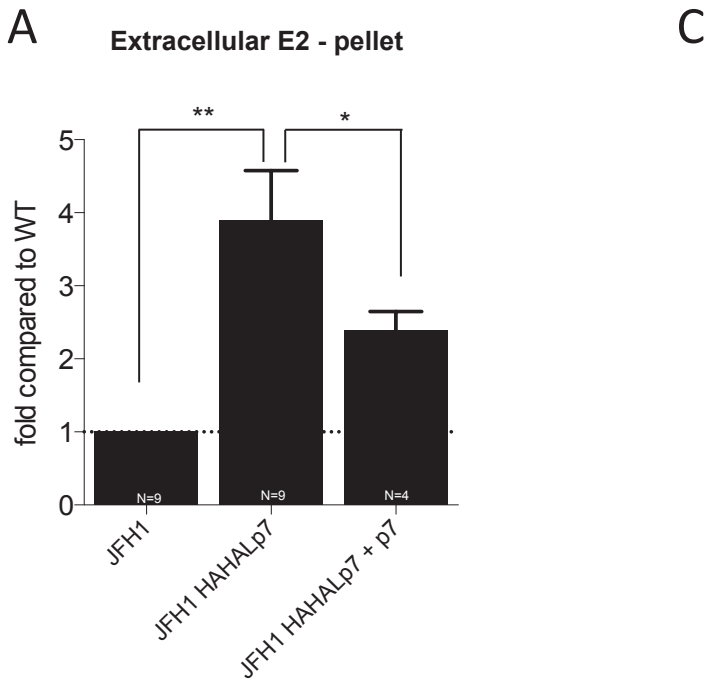 A
C
Extracellular E2 - pellet
**
*
5
4
3
2
1
0
fold compared to WT
N=9
N=9
N=4
JFH1
JFH1 HAHALp7
JFH1 HAHALp7 + p7